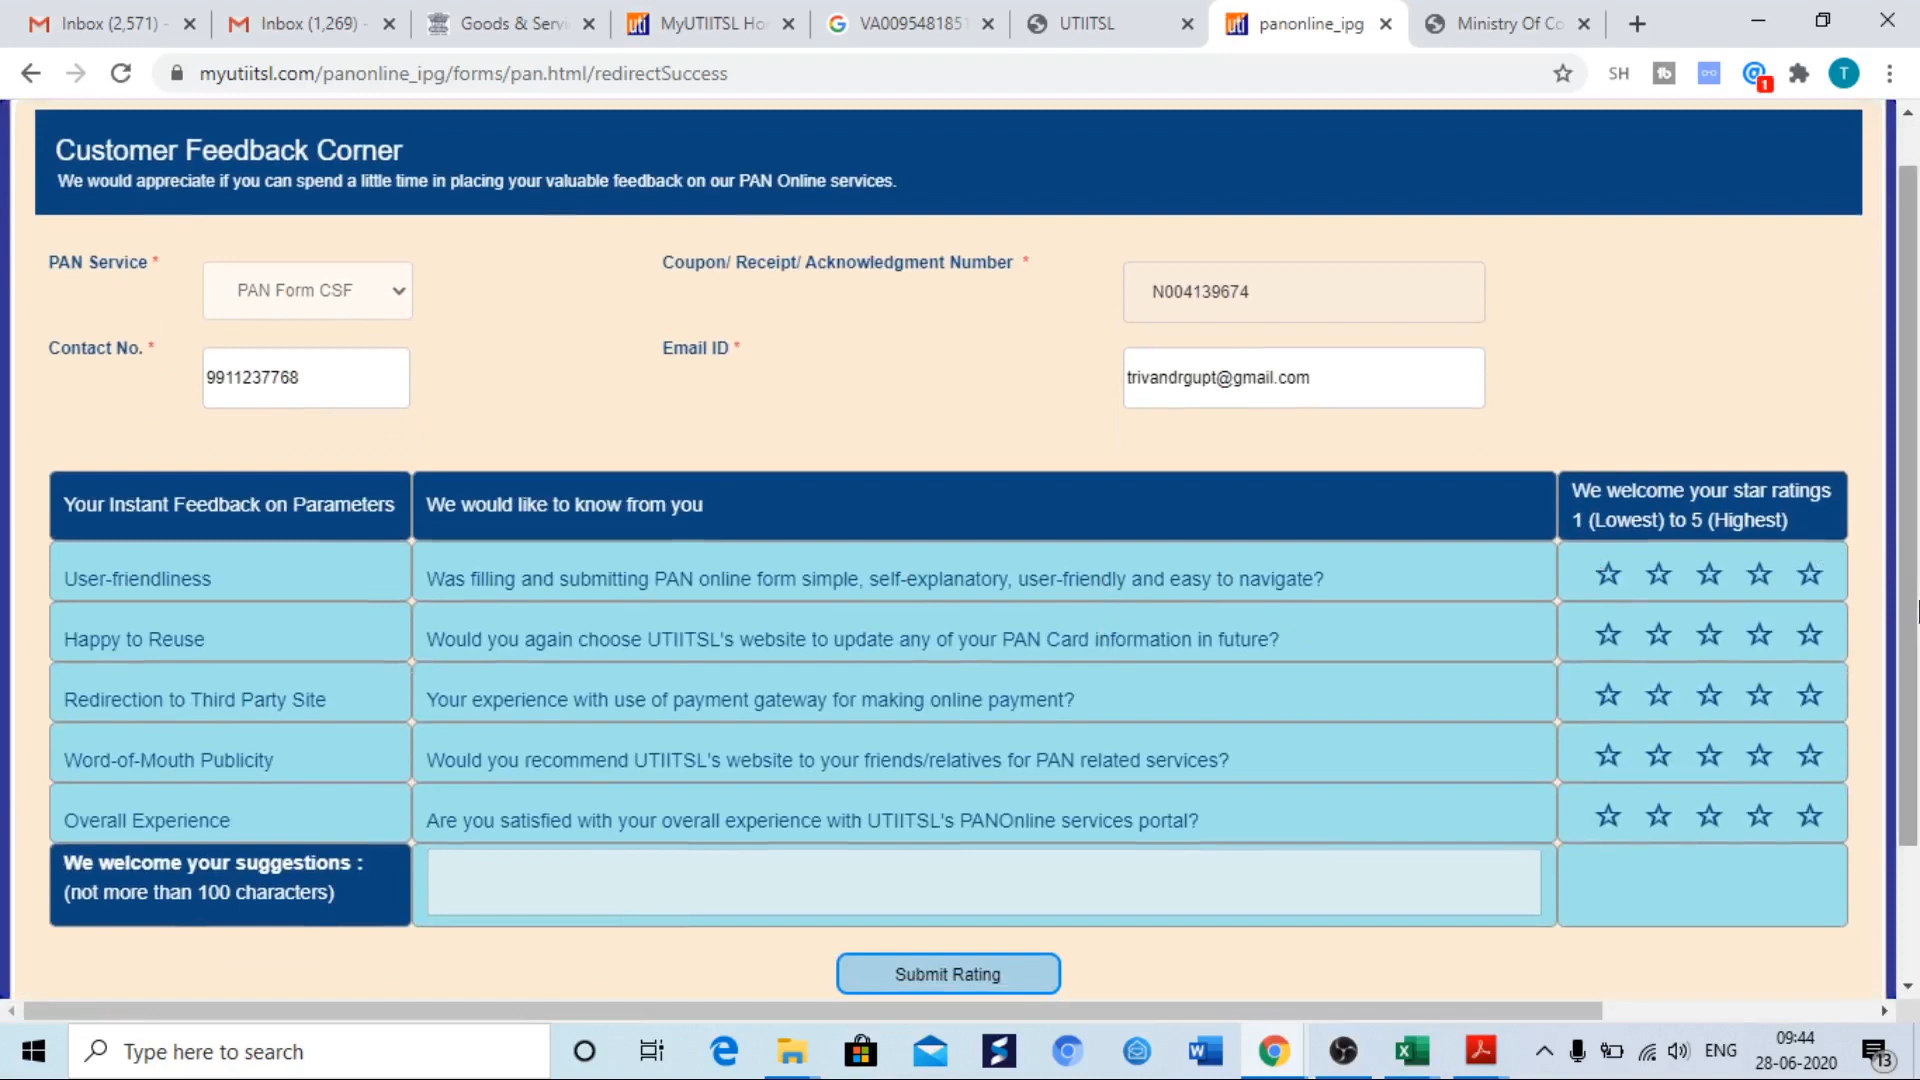 Inbox (2,571) -
Inbox (1,269) -
Goods & Servi
MyUTIITSL Ho
VA0095481851
UTIITSL
panonline_ipg
Ministry Of Co
myutiitsl.com/panonline_ipg/forms/pan.html/redirectSuccess
SH
1
T
Customer Feedback Corner
We would appreciate if you can spend a little time in placing your valuable feedback on our PAN Online services.
PAN Service *
PAN Form CSF
Coupon/ Receipt/ Acknowledgment Number *
N004139674
Contact No. *
9911237768
Email ID *
trivandrgupt@gmail.com
Your Instant Feedback on Parameters
We would like to know from you
We welcome your star ratings
1 (Lowest) to 5 (Highest)
User-friendliness
Was filling and submitting PAN online form simple, self-explanatory, user-friendly and easy to navigate?
Happy to Reuse
Would you again choose UTIITSL's website to update any of your PAN Card information in future?
Redirection to Third Party Site
Your experience with use of payment gateway for making online payment?
Word-of-Mouth Publicity
Would you recommend UTIITSL's website to your friends/relatives for PAN related services?
Overall Experience
Are you satisfied with your overall experience with UTIITSL's PANOnline services portal?
We welcome your suggestions :
(not more than 100 characters)
Submit Rating
Type here to search
ENG
09:44
28-06-2020
13